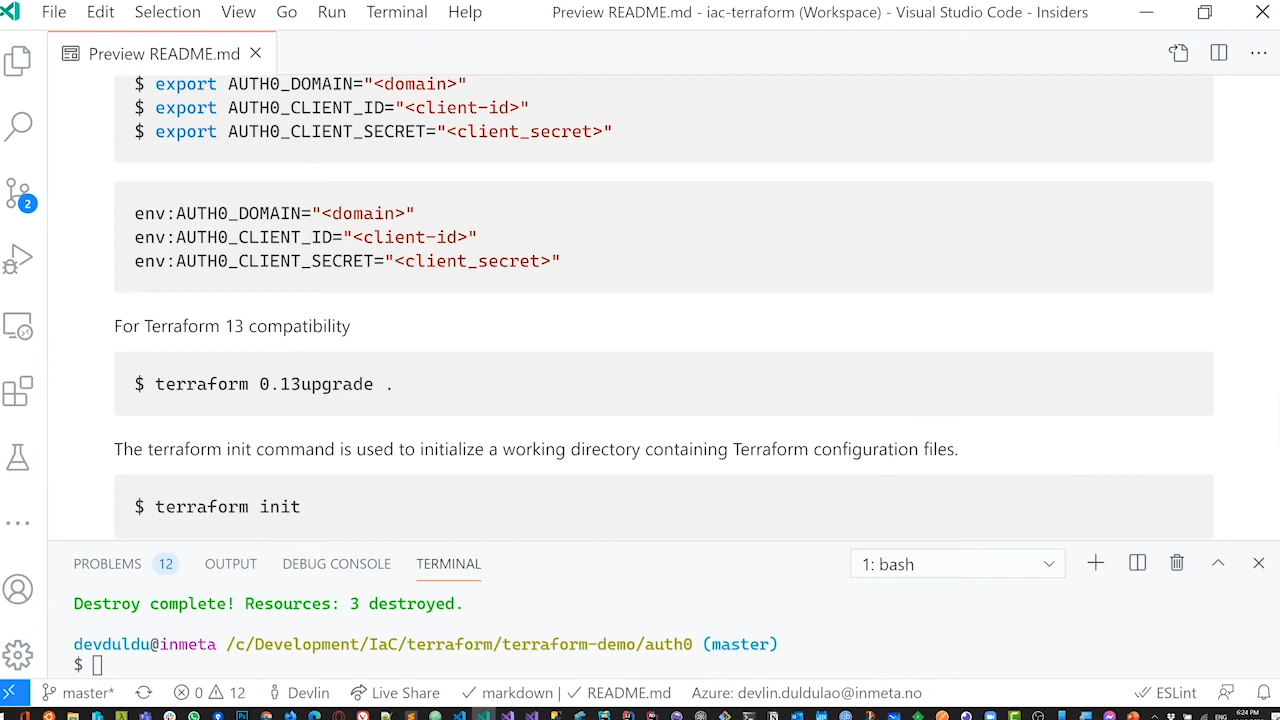 File Edit Selection View Go Run Terminal Help Preview README.md - iac-terraform (Workspace) - Visual Studio Code - Insiders
Preview README.md
$ export AUTH0_DOMAIN="<domain>"
$ export AUTH0_CLIENT_ID="<client-id>"
$ export AUTH0_CLIENT_SECRET="<client_secret>"
env:AUTH0_DOMAIN="<domain>"
env:AUTH0_CLIENT_ID="<client-id>"
env:AUTH0_CLIENT_SECRET="<client_secret>"
2
For Terraform 13 compatibility
$ terraform 0.13upgrade .
The terraform init command is used to initialize a working directory containing Terraform configuration files.
$ terraform init
PROBLEMS 12 OUTPUT DEBUG CONSOLE TERMINAL 1: bash
Destroy complete! Resources: 3 destroyed.
devduldu@inmeta /c/Development/IaC/terraform/terraform-demo/auth0 (master)
$
master* 0 12 Devlin Live Share markdown | README.md Azure: devlin.duldulao@inmeta.no ESLint
ENG 6:24 PM